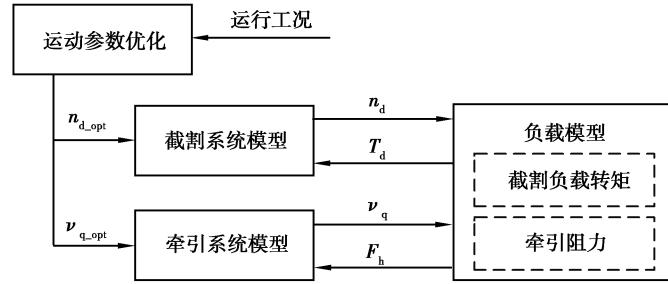 运行工况
运动参数优化
n_d_opt
截割系统模型
n_d
T_d
负载模型
截割负载转矩
v_q_opt
牵引系统模型
v_q
F_h
牵引阻力